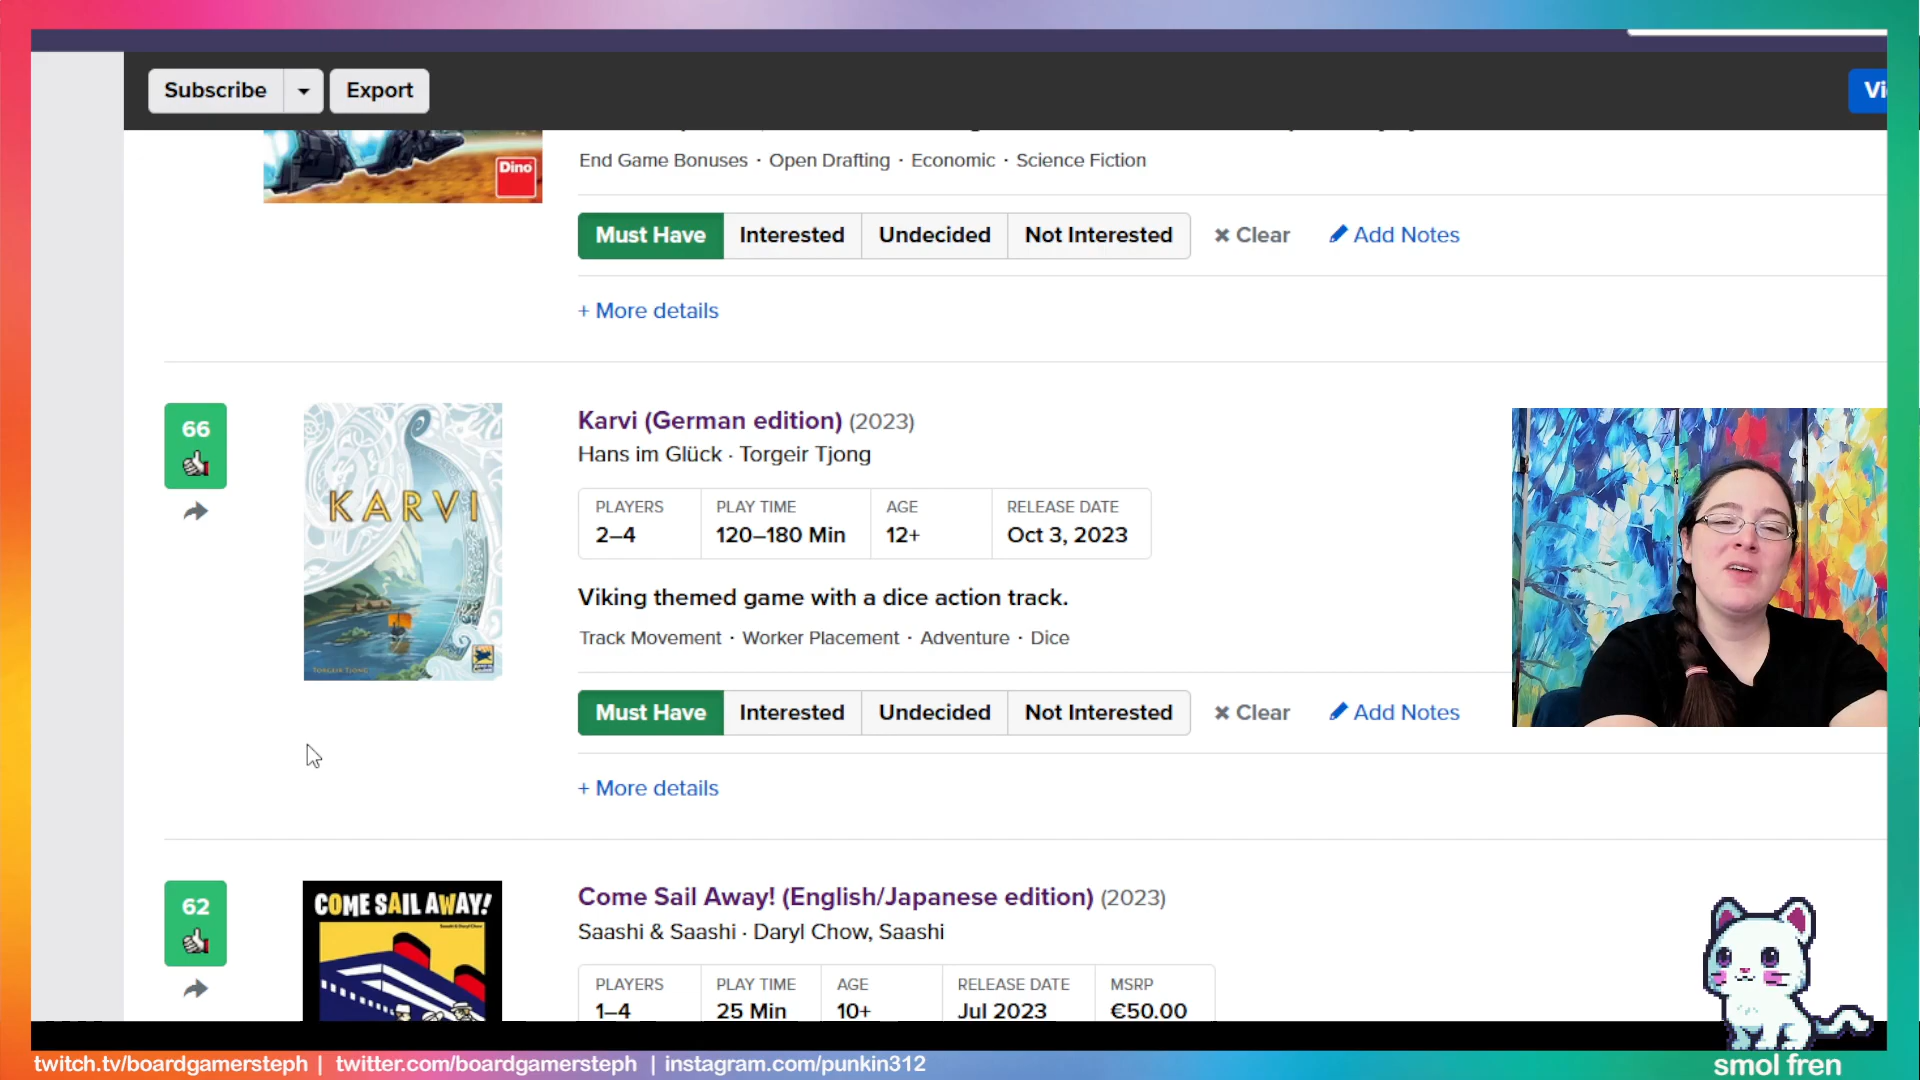 Subscribe
Export
Vi
Dino
End Game Bonuses · Open Drafting · Economic · Science Fiction
Must Have
Interested
Undecided
Not Interested
Clear
Add Notes
+ More details
66
KARVI
TORGEIR TJONG
Karvi (German edition) (2023)
Hans im Glück · Torgeir Tjong
PLAYERS
2–4
PLAY TIME
120–180 Min
AGE
12+
RELEASE DATE
Oct 3, 2023
Viking themed game with a dice action track.
Track Movement · Worker Placement · Adventure · Dice
Must Have
Interested
Undecided
Not Interested
Clear
Add Notes
+ More details
62
COME SAIL AWAY!
Saashi & Daryl Chow
Come Sail Away! (English/Japanese edition) (2023)
Saashi & Saashi · Daryl Chow, Saashi
PLAYERS
1–4
PLAY TIME
25 Min
AGE
10+
RELEASE DATE
Jul 2023
MSRP
€50.00
twitch.tv/boardgamersteph | twitter.com/boardgamersteph | instagram.com/punkin312
smol fren